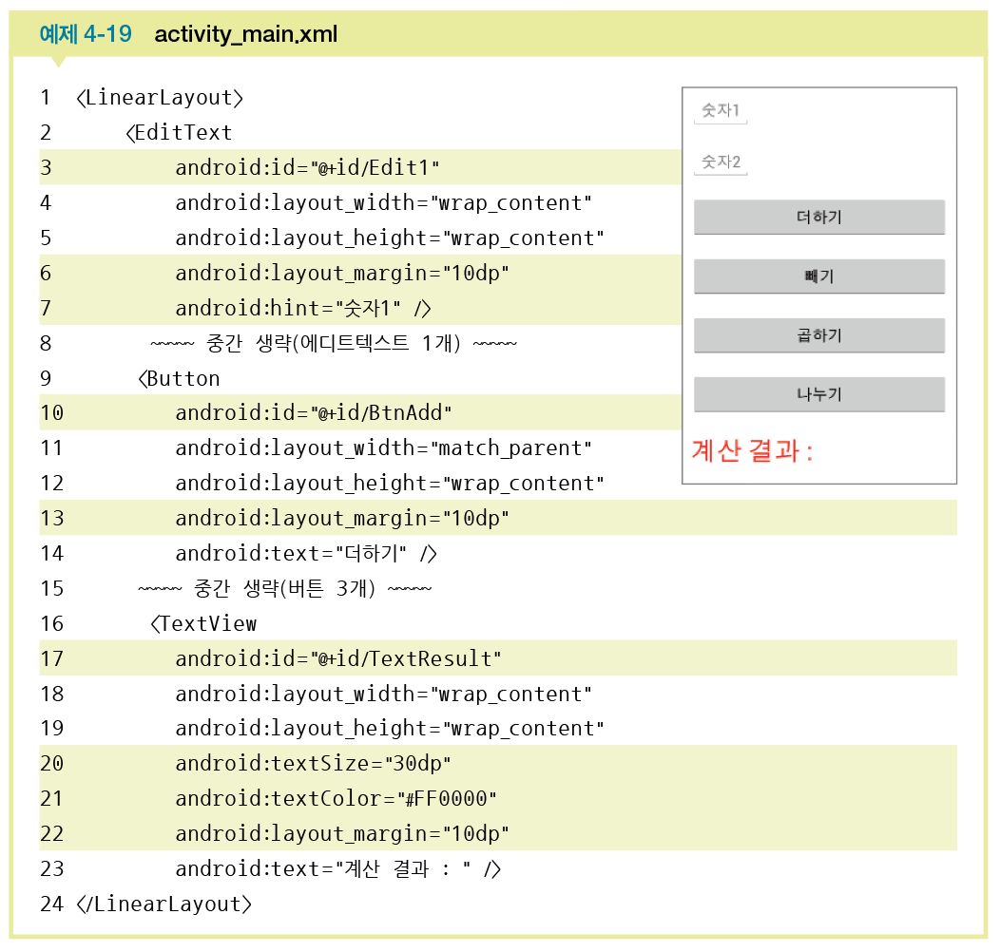 예제 4-19 activity_main.xml
1 <LinearLayout>
2 <EditText
3 android:id="@+id/Edit1"
4 android:layout_width="wrap_content"
5 android:layout_height="wrap_content"
6 android:layout_margin="10dp"
7 android:hint="숫자1" />
8 ~~~~~ 중간 생략(에디트텍스트 1개) ~~~~~
9 <Button
10 android:id="@+id/BtnAdd"
11 android:layout_width="match_parent"
12 android:layout_height="wrap_content"
13 android:layout_margin="10dp"
14 android:text="더하기" />
15 ~~~~~ 중간 생략(버튼 3개) ~~~~~
16 <TextView
17 android:id="@+id/TextResult"
18 android:layout_width="wrap_content"
19 android:layout_height="wrap_content"
20 android:textSize="30dp"
21 android:textColor="#FF0000"
22 android:layout_margin="10dp"
23 android:text="계산 결과 : " />
24 </LinearLayout>
숫자1
숫자2
더하기
빼기
곱하기
나누기
계산 결과 :